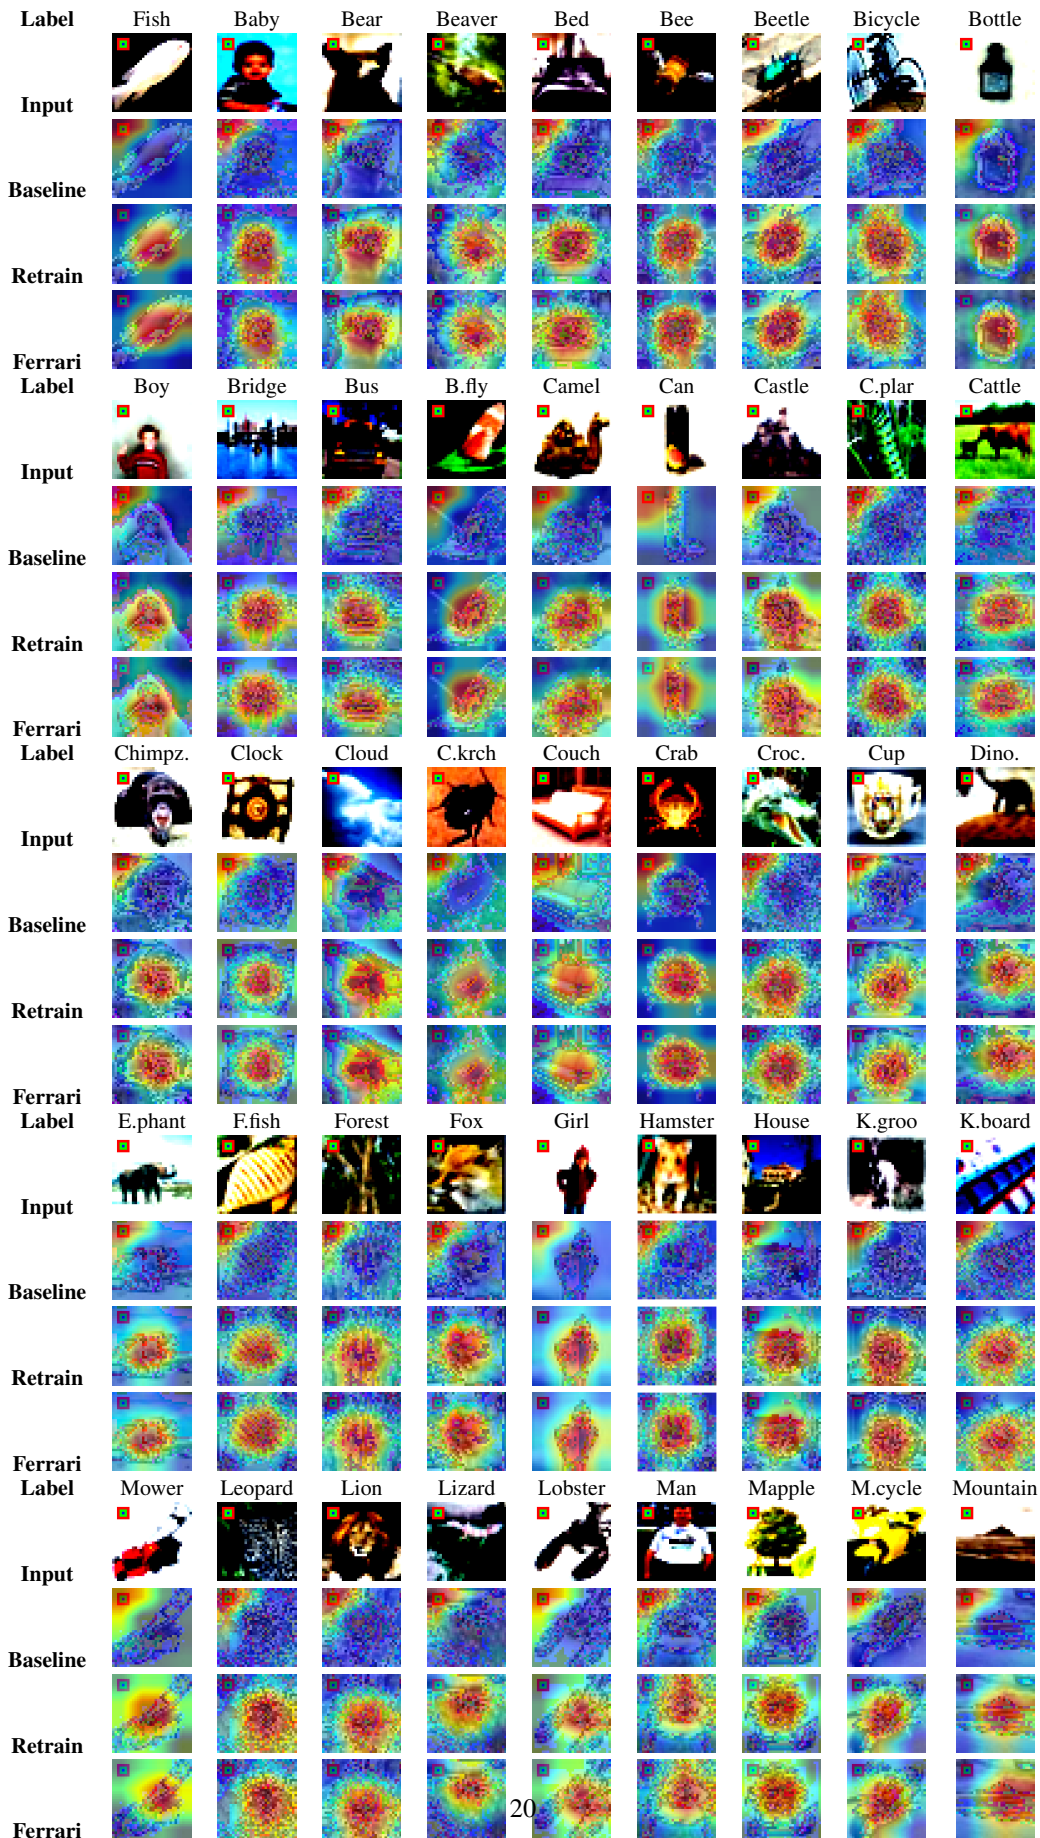 Label Fish Baby Bear Beaver Bed Bee Beetle Bicycle Bottle
Input
Baseline
Retrain
Ferrari
Label Boy Bridge Bus B.fly Camel Can Castle C.plar Cattle
Input
Baseline
Retrain
Ferrari
Label Chimpz. Clock Cloud C.krch Couch Crab Croc. Cup Dino.
Input
Baseline
Retrain
Ferrari
Label E.phant F.fish Forest Fox Girl Hamster House K.groo K.board
Input
Baseline
Retrain
Ferrari
Label Mower Leopard Lion Lizard Lobster Man Mapple M.cycle Mountain
Input
Baseline
Retrain
Ferrari
20